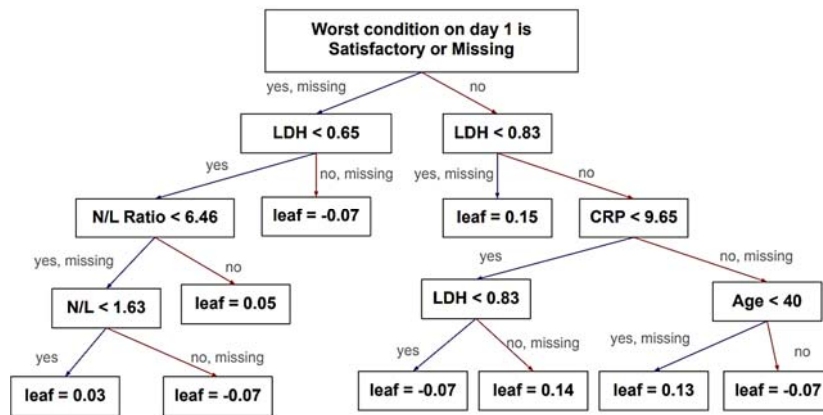 Worst condition on day 1 is
Satisfactory or Missing
yes, missing
no
LDH < 0.65
LDH < 0.83
yes
no, missing
yes, missing
no
N/L Ratio < 6.46
leaf = -0.07
leaf = 0.15
CRP < 9.65
yes, missing
no
yes
no, missing
N/L < 1.63
leaf = 0.05
LDH < 0.83
Age < 40
yes
no, missing
yes
no, missing
yes, missing
no
leaf = 0.03
leaf = -0.07
leaf = -0.07
leaf = 0.14
leaf = 0.13
leaf = -0.07